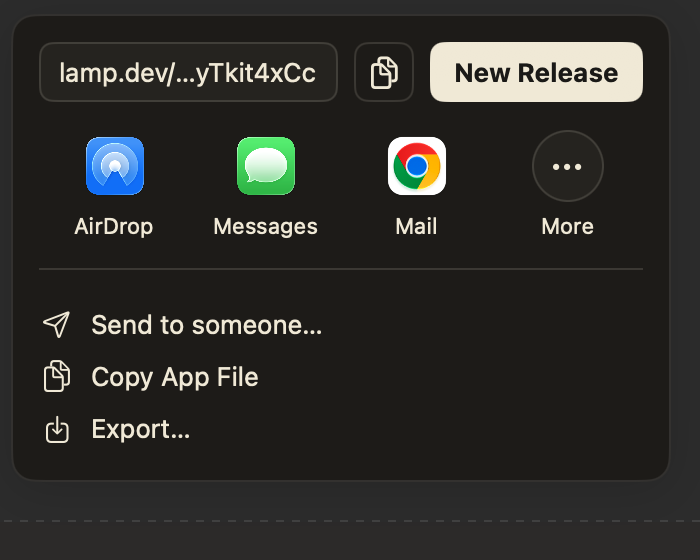 lamp.dev/...yTkit4xCc
New Release
AirDrop
Messages
Mail
More
Send to someone...
Copy App File
Export...